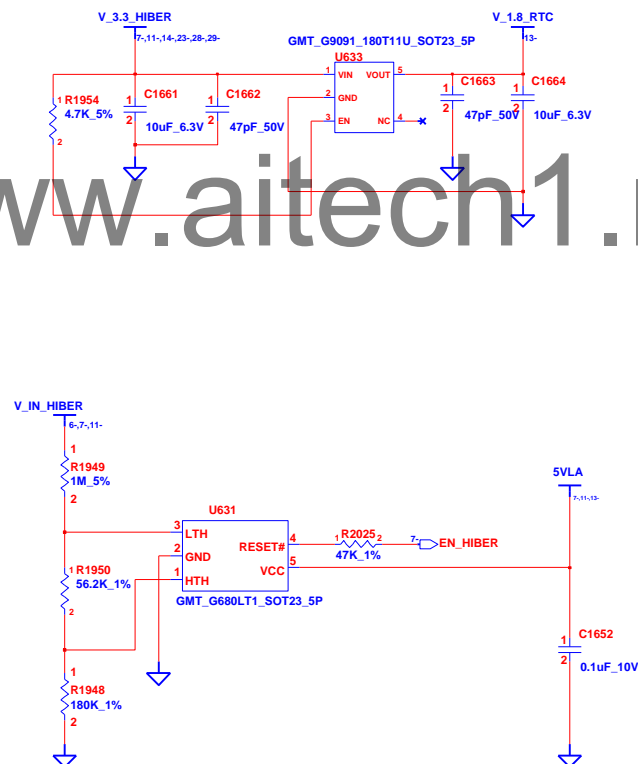 V_3.3_HIBER
7-,11-,14-,23-,28-,29-
GMT_G9091_180T11U_SOT23_5P
V_1.8_RTC
13-
U633
1 VIN VOUT 5
2 GND
3 EN NC 4
1 R1954
4.7K_5%
2
1 C1661
2 10uF_6.3V
1 C1662
2 47pF_50V
C1663
1
2
47pF_50V
C1664
1
2
10uF_6.3V
ww.aitech1.
V_IN_HIBER
6-,7-,11-
1
R1949
1M_5%
2
1 R1950
56.2K_1%
2
1
R1948
180K_1%
2
U631
3 LTH
2 GND
1 HTH
RESET# 4
VCC 5
GMT_G680LT1_SOT23_5P
1 R2025 2
47K_1%
7- EN_HIBER
5VLA
7-,11-,13-
1 C1652
2 0.1uF_10V